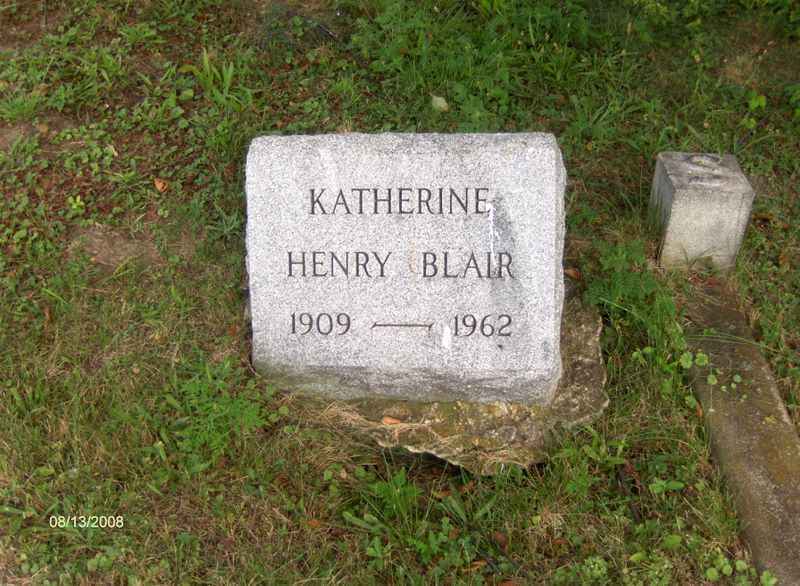 KATHERINE
HENRY BLAIR
1909 — 1962
08/13/2008